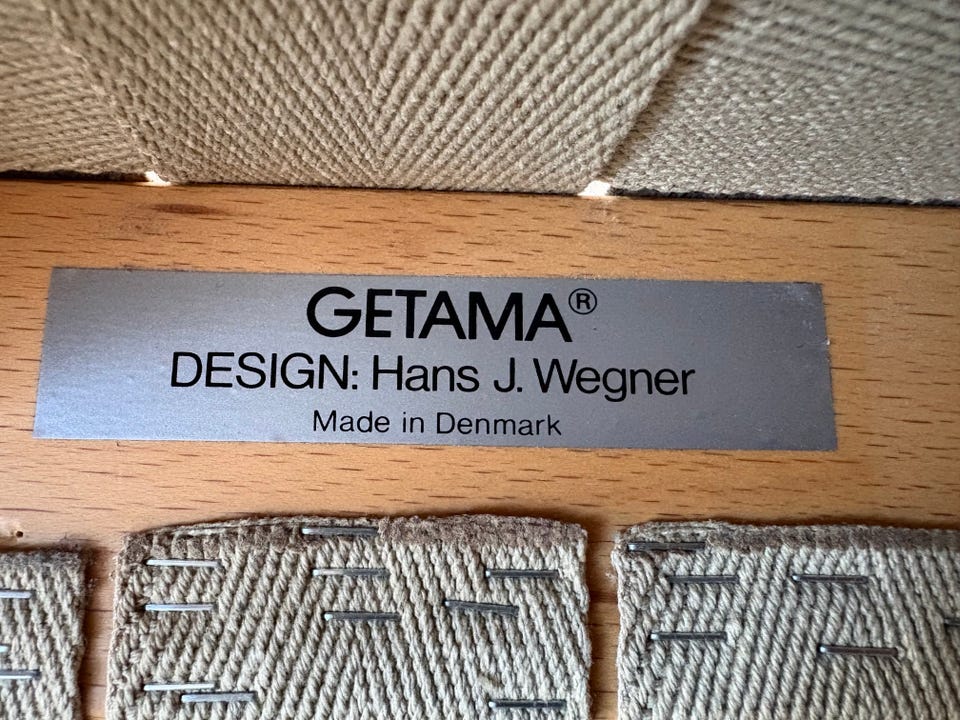 GETAMA®
DESIGN: Hans J. Wegner
Made in Denmark